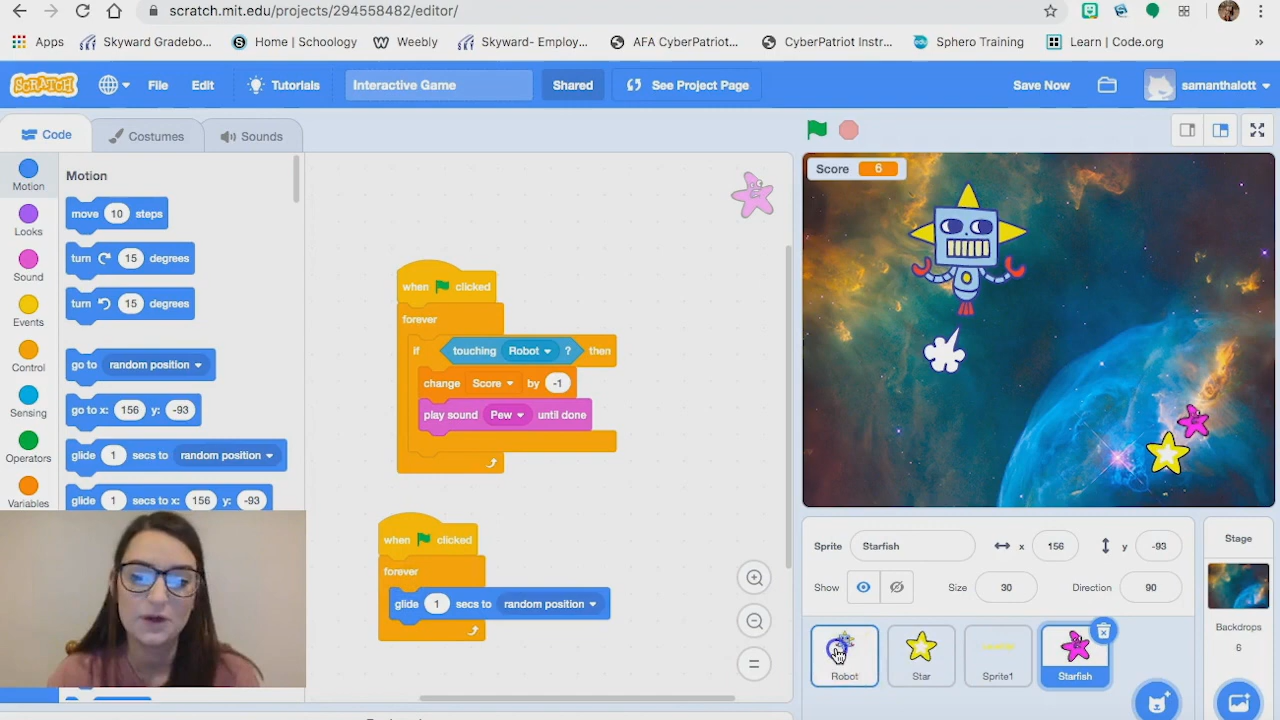 scratch.mit.edu/projects/294558482/editor/
Apps
Skyward Gradebo...
Home | Schoology
Weebly
Skyward- Employ...
AFA CyberPatriot...
CyberPatriot Instr...
Sphero Training
Learn | Code.org
»
SCRATCH
File
Edit
Tutorials
Interactive Game
Shared
See Project Page
Save Now
samanthalott
Code
Costumes
Sounds
Motion
Looks
Sound
Events
Control
Sensing
Operators
Variables
Motion
move 10 steps
turn 15 degrees
turn 15 degrees
go to random position
go to x: 156 y: -93
glide 1 secs to random position
glide 1 secs to x: 156 y: -93
when clicked
forever
if touching Robot ? then
change Score by -1
play sound Pew until done
when clicked
forever
glide 1 secs to random position
Score 6
Sprite Starfish x 156 y -93
Show Size 30 Direction 90
Robot
Star
Sprite1
Starfish
Stage
Backdrops
6